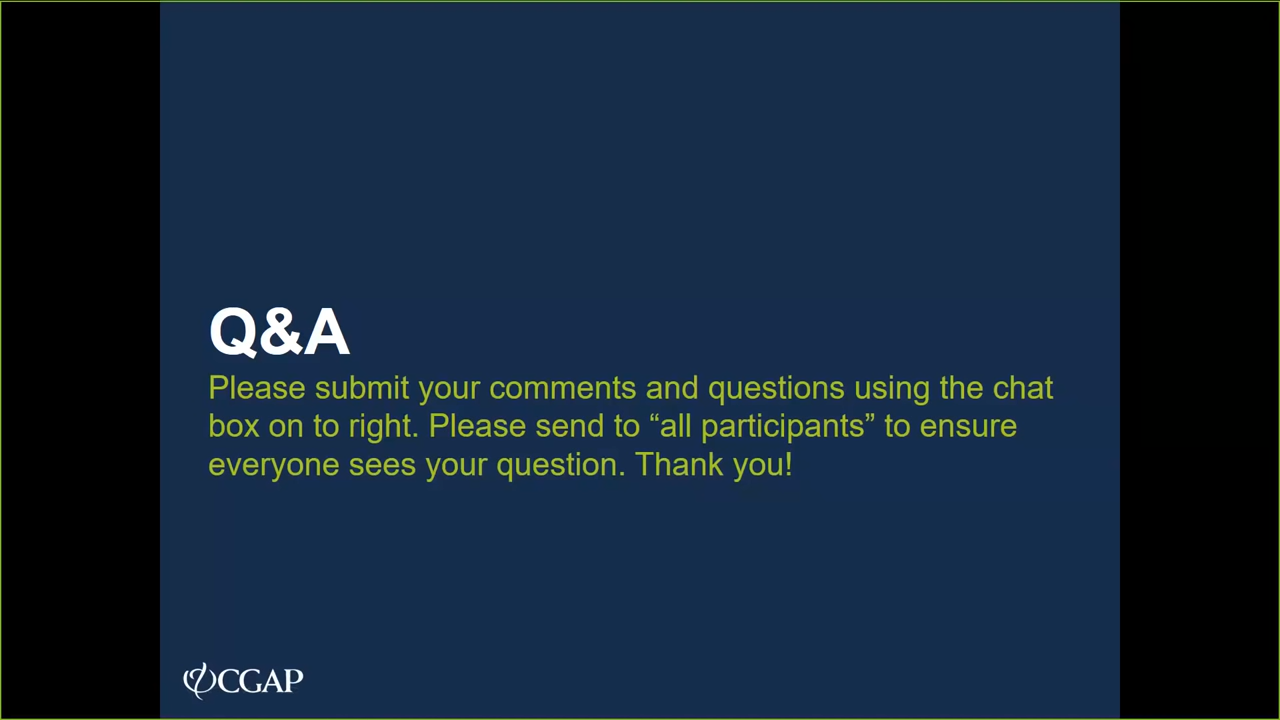 Q&A
Please submit your comments and questions using the chat
box on to right. Please send to “all participants” to ensure
everyone sees your question. Thank you!
CGAP